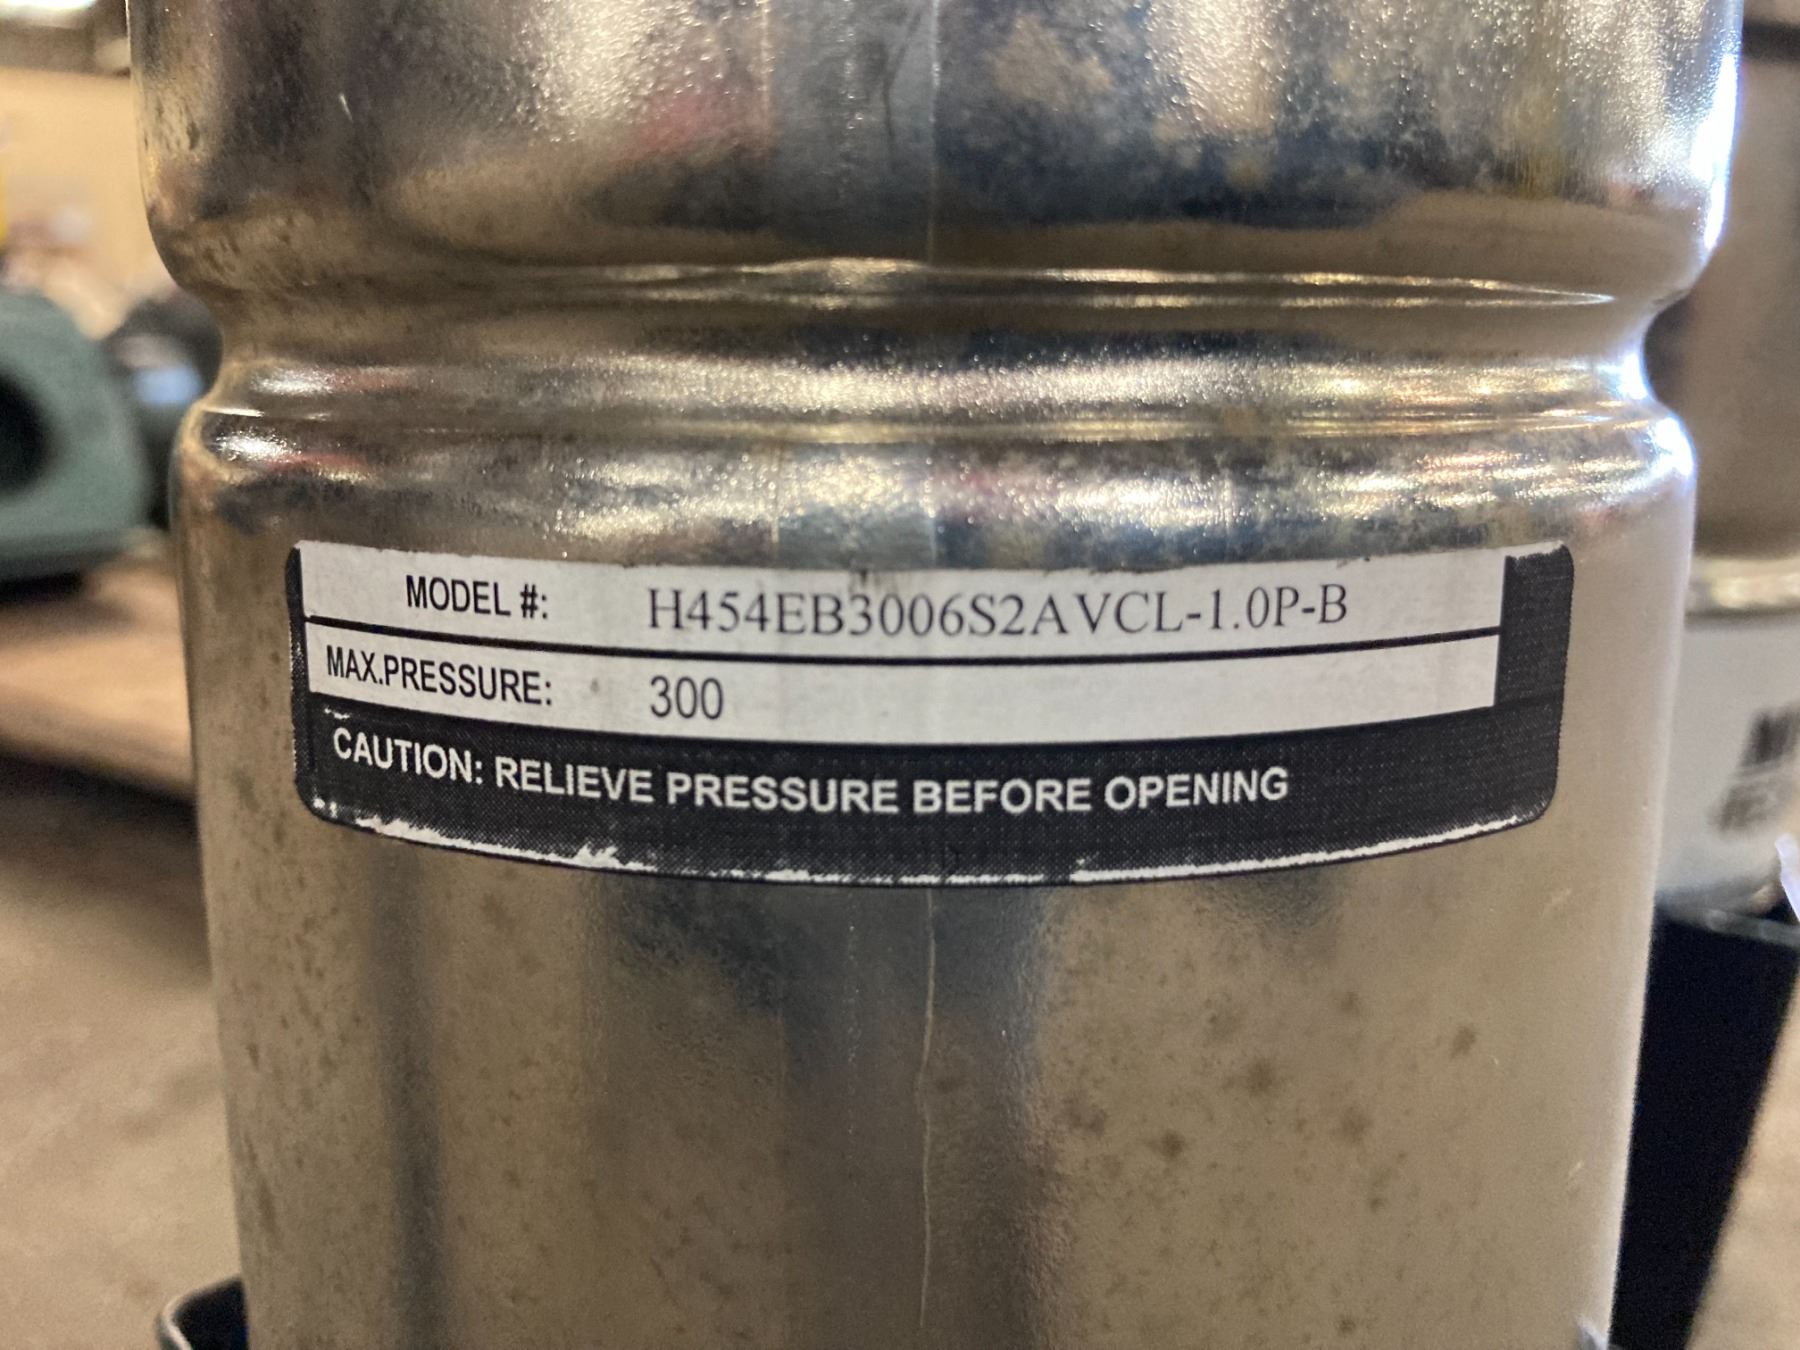 MODEL #: H454EB3006S2AVCL-1.0P-B
MAX.PRESSURE: 300
CAUTION: RELIEVE PRESSURE BEFORE OPENING